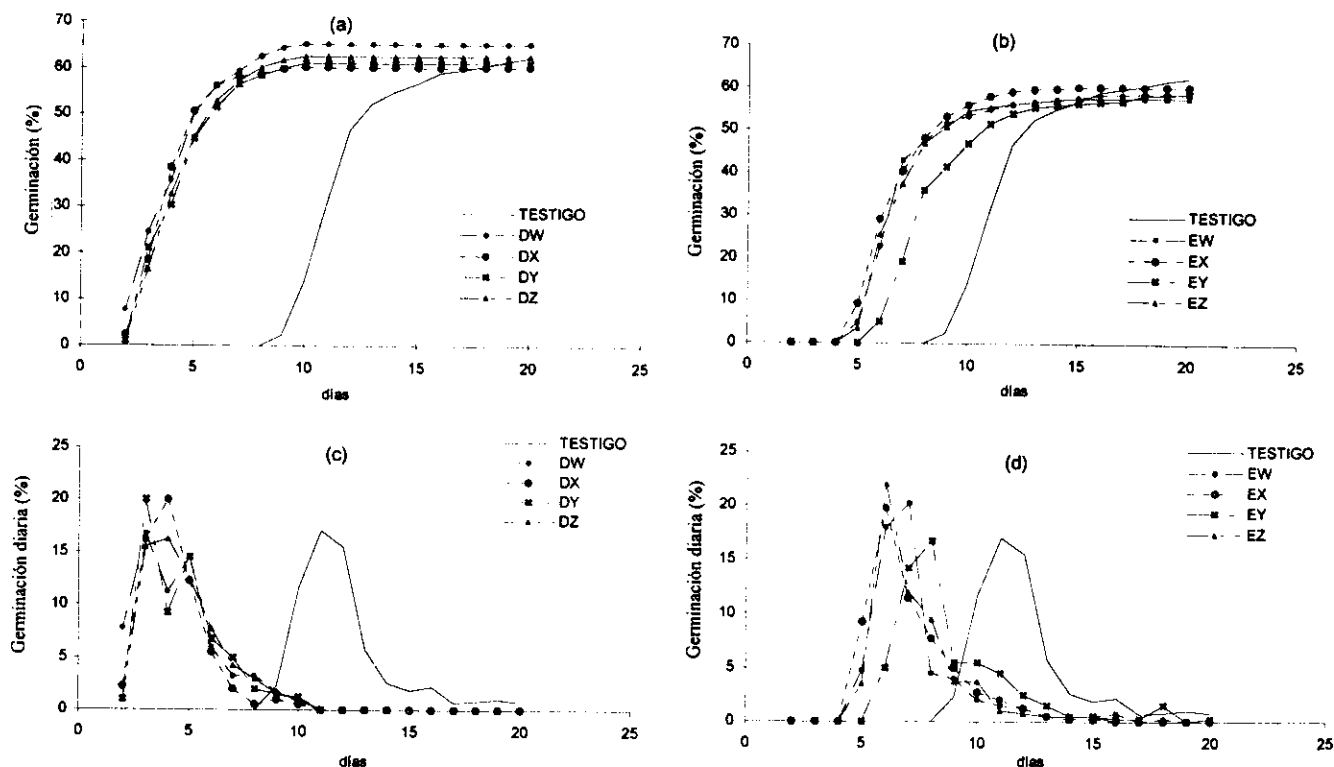 (a)
70
60
50
40
30
20
10
0
Germinación (%)
0 5 10 15 20 25
días
TESTIGO
DW
DX
DY
DZ
(b)
70
60
50
40
30
20
10
0
Germinación (%)
0 5 10 15 20 25
días
TESTIGO
EW
EX
EY
EZ
(c)
25
20
15
10
5
0
Germinación diaria (%)
0 5 10 15 20 25
días
TESTIGO
DW
DX
DY
DZ
(d)
25
20
15
10
5
0
Germinación diaria (%)
0 5 10 15 20 25
días
TESTIGO
EW
EX
EY
EZ